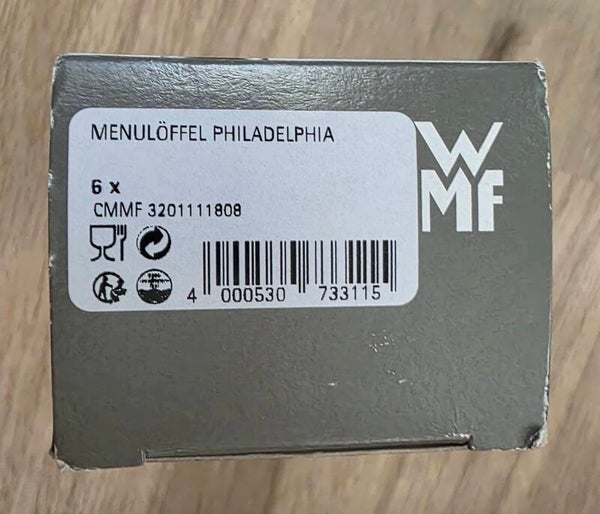 MENULÖFFEL PHILADELPHIA
WMF
6 x
CMMF 3201111808
4 000530 733115